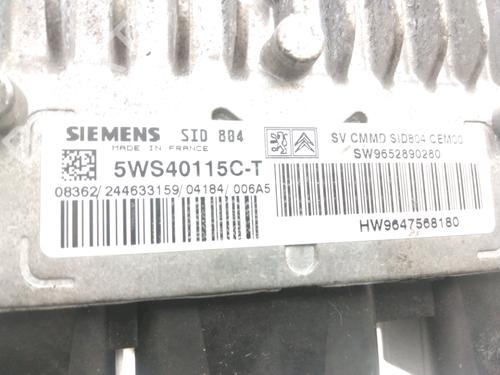 SIEMENS SID 804
MADE IN FRANCE
5WS40115C-T
08362/244633159/04184/006A5
SV CMMD SID804 CEM00
SW9652890280
HW9647568180